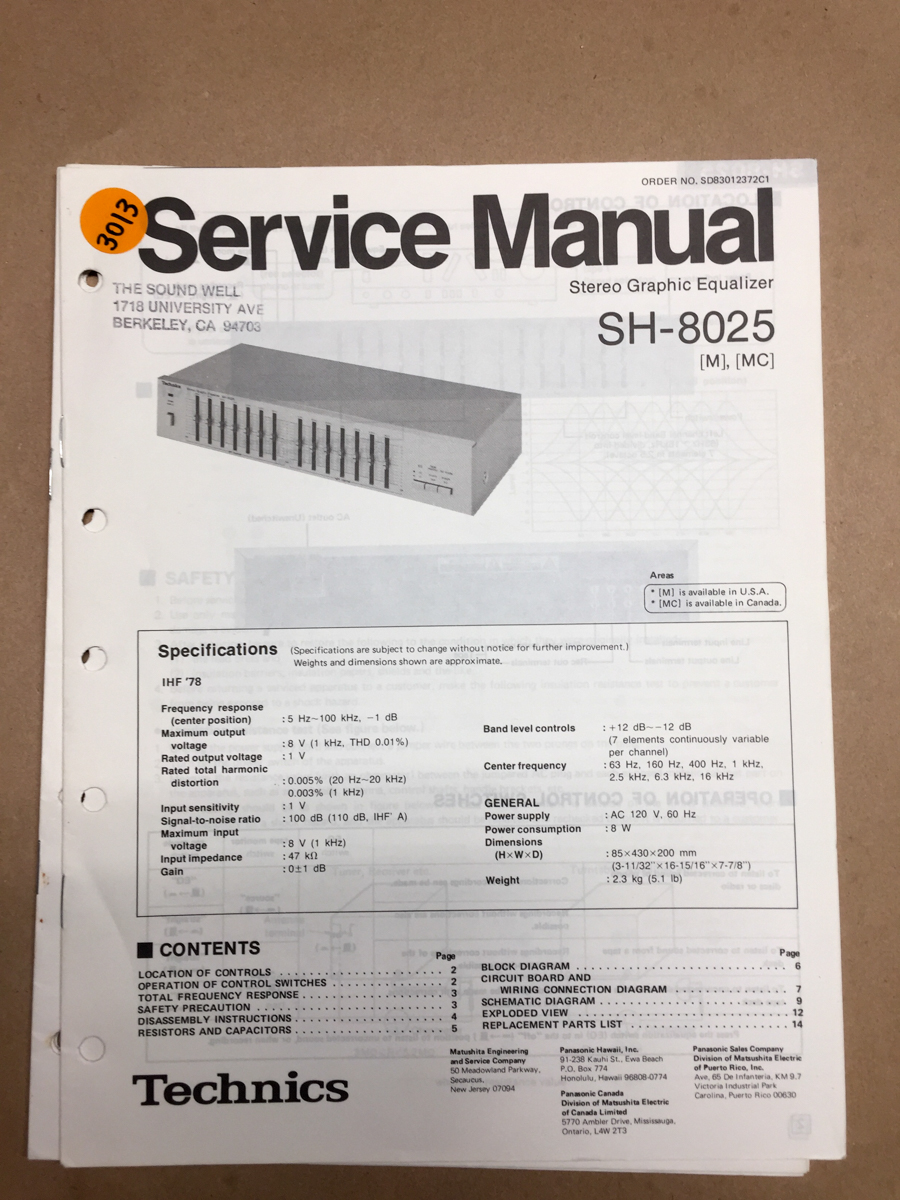 ORDER NO. SD83012372C1
3013
Service Manual
Stereo Graphic Equalizer
THE SOUND WELL
1718 UNIVERSITY AVE
BERKELEY, CA 94703
SH-8025
[M], [MC]
Technics
Areas
* [M] is available in U.S.A.
* [MC] is available in Canada.
Specifications (Specifications are subject to change without notice for further improvement.)
Weights and dimensions shown are approximate.
IHF '78
Frequency response
(center position) : 5 Hz~100 kHz, −1 dB
Maximum output
voltage : 8 V (1 kHz, THD 0.01%)
Rated output voltage : 1 V
Rated total harmonic
distortion : 0.005% (20 Hz~20 kHz)
0.003% (1 kHz)
Input sensitivity : 1 V
Signal-to-noise ratio : 100 dB (110 dB, IHF' A)
Maximum input
voltage : 8 V (1 kHz)
Input impedance : 47 kΩ
Gain : 0±1 dB
Band level controls : +12 dB~−12 dB
(7 elements continuously variable
per channel)
Center frequency : 63 Hz, 160 Hz, 400 Hz, 1 kHz,
2.5 kHz, 6.3 kHz, 16 kHz
GENERAL
Power supply : AC 120 V, 60 Hz
Power consumption : 8 W
Dimensions
(H×W×D) : 85×430×200 mm
(3-11/32"×16-15/16"×7-7/8")
Weight : 2.3 kg (5.1 lb)
■ CONTENTS
Page
LOCATION OF CONTROLS . . . . . . . . . . . . . . . . . . . . 2
OPERATION OF CONTROL SWITCHES . . . . . . . . . . . . . 2
TOTAL FREQUENCY RESPONSE . . . . . . . . . . . . . . . . . 3
SAFETY PRECAUTION . . . . . . . . . . . . . . . . . . . . . . 3
DISASSEMBLY INSTRUCTIONS . . . . . . . . . . . . . . . . . 4
RESISTORS AND CAPACITORS . . . . . . . . . . . . . . . . . 5
Page
BLOCK DIAGRAM . . . . . . . . . . . . . . . . . . . . . . . . 6
CIRCUIT BOARD AND
WIRING CONNECTION DIAGRAM . . . . . . . . . . . . . 7
SCHEMATIC DIAGRAM . . . . . . . . . . . . . . . . . . . . . 9
EXPLODED VIEW . . . . . . . . . . . . . . . . . . . . . . . . 12
REPLACEMENT PARTS LIST . . . . . . . . . . . . . . . . . . 14
Technics
Matushita Engineering
and Service Company
50 Meadowland Parkway,
Secaucus,
New Jersey 07094
Panasonic Hawaii, Inc.
91-238 Kauhi St., Ewa Beach
P.O. Box 774
Honolulu, Hawaii 96808-0774
Panasonic Canada
Division of Matsushita Electric
of Canada Limited
5770 Ambler Drive, Mississauga,
Ontario, L4W 2T3
Panasonic Sales Company
Division of Matsushita Electric
of Puerto Rico, Inc.
Ave, 65 De Infanteria, KM 9.7
Victoria Industrial Park
Carolina, Puerto Rico 00630